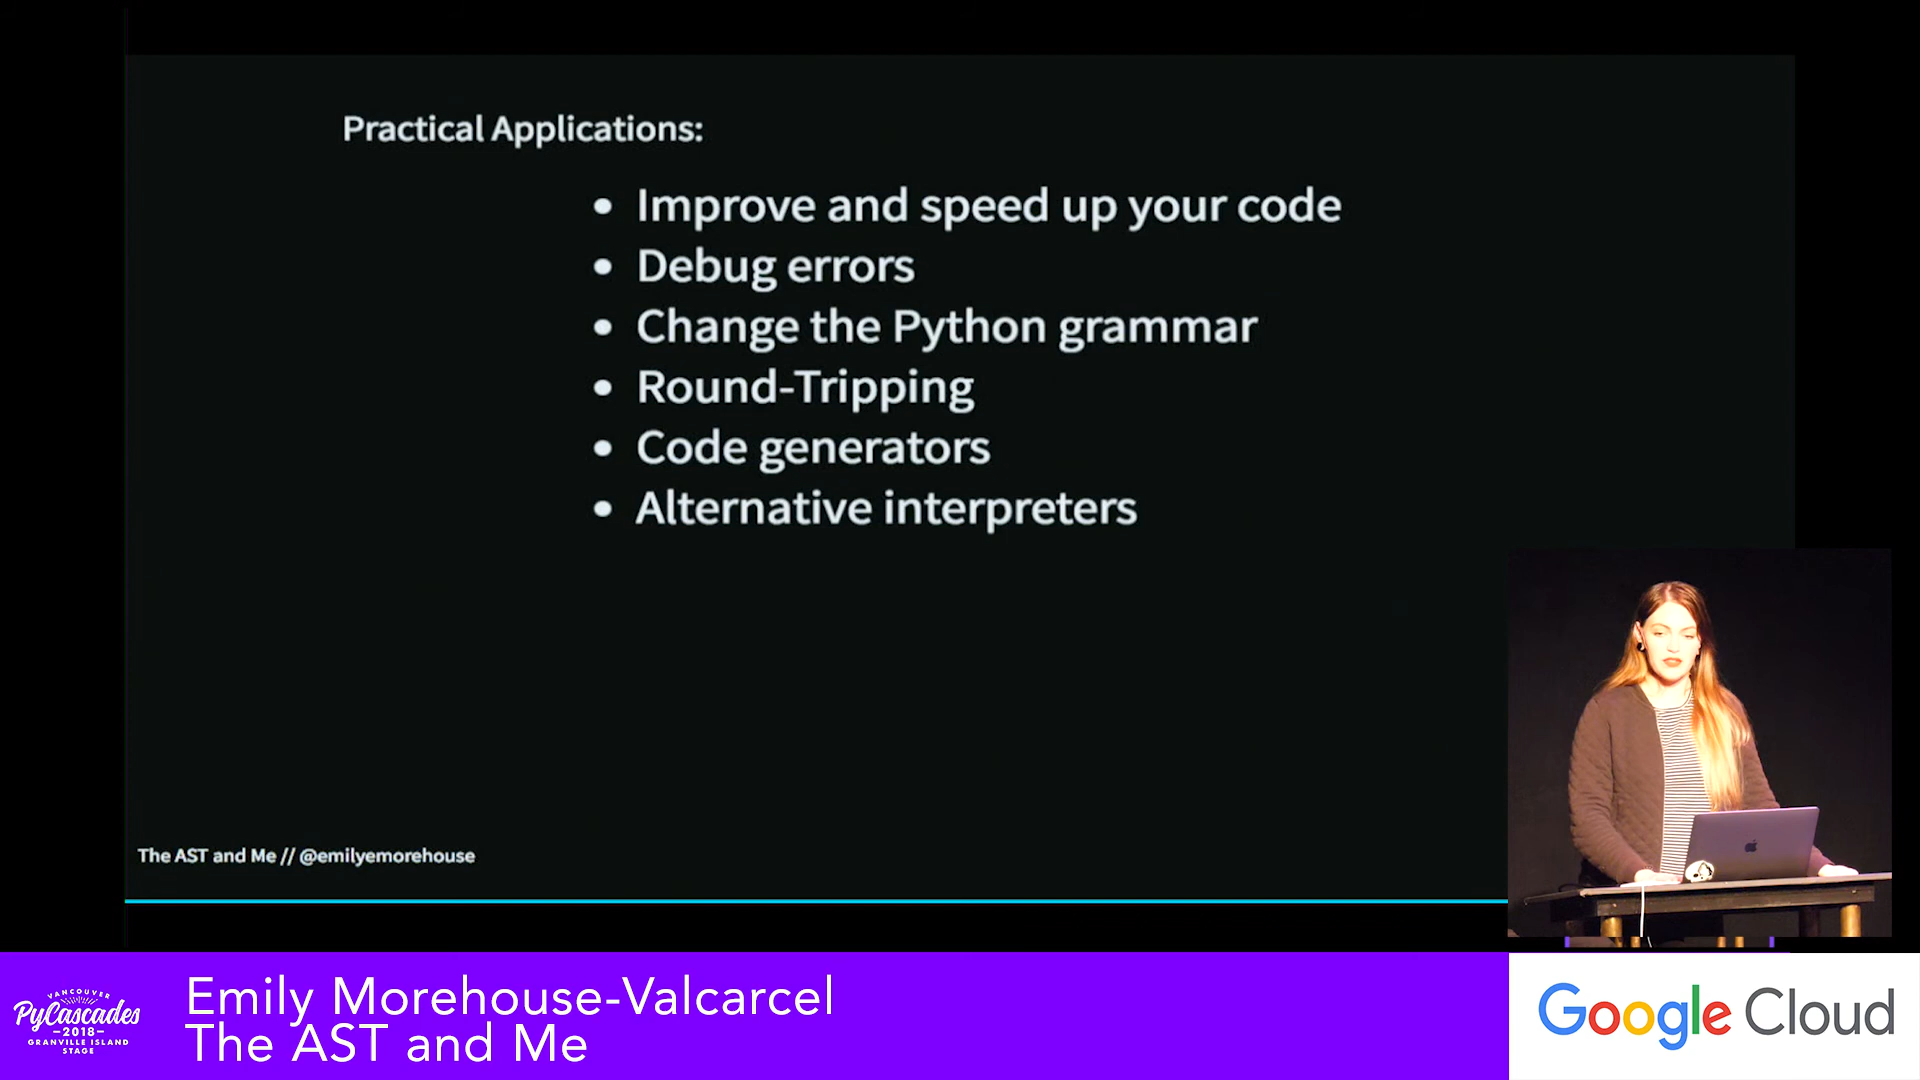 Practical Applications:
• Improve and speed up your code
• Debug errors
• Change the Python grammar
• Round-Tripping
• Code generators
• Alternative interpreters
The AST and Me // @emilyemorehouse
VANCOUVER
PyCascades
-2018-
GRANVILLE ISLAND
STAGE
Emily Morehouse-Valcarcel
The AST and Me
Google Cloud